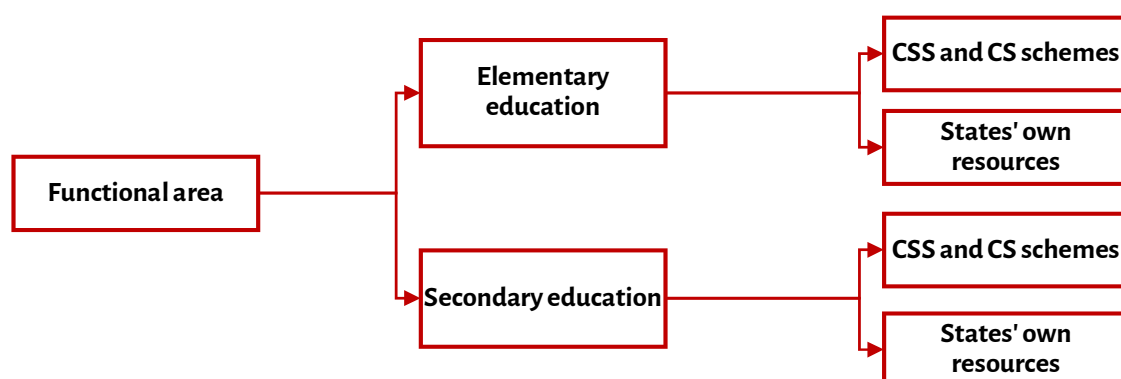 Functional area
Elementary
education
CSS and CS schemes
States' own
resources
Secondary education
CSS and CS schemes
States' own
resources